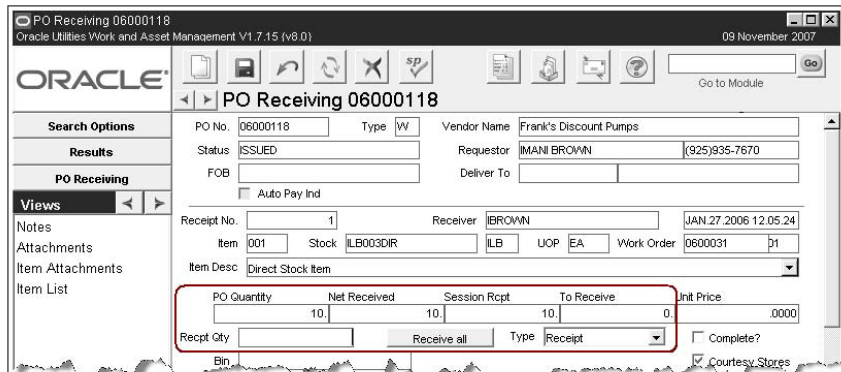 PO Receiving 06000118
Oracle Utilities Work and Asset Management V1.7.15 (v8.0) 09 November 2007
ORACLE
sp
Go
Go to Module
PO Receiving 06000118
Search Options
Results
PO Receiving
Views
Notes
Attachments
Item Attachments
Item List
PO No. 06000118 Type W Vendor Name Frank's Discount Pumps
Status ISSUED Requestor IMANI BROWN (925)935-7670
FOB Deliver To
Auto Pay Ind
Receipt No. 1 Receiver IBROWN JAN.27.2006 12.05.24
Item 001 Stock ILB003DIR ILB UOP EA Work Order 0600031 01
Item Desc Direct Stock Item
PO Quantity Net Received Session Rcpt To Receive Unit Price
10. 10. 10. 0. .0000
Recpt Qty Receive all Type Receipt Complete?
Bin Courtesy Stores